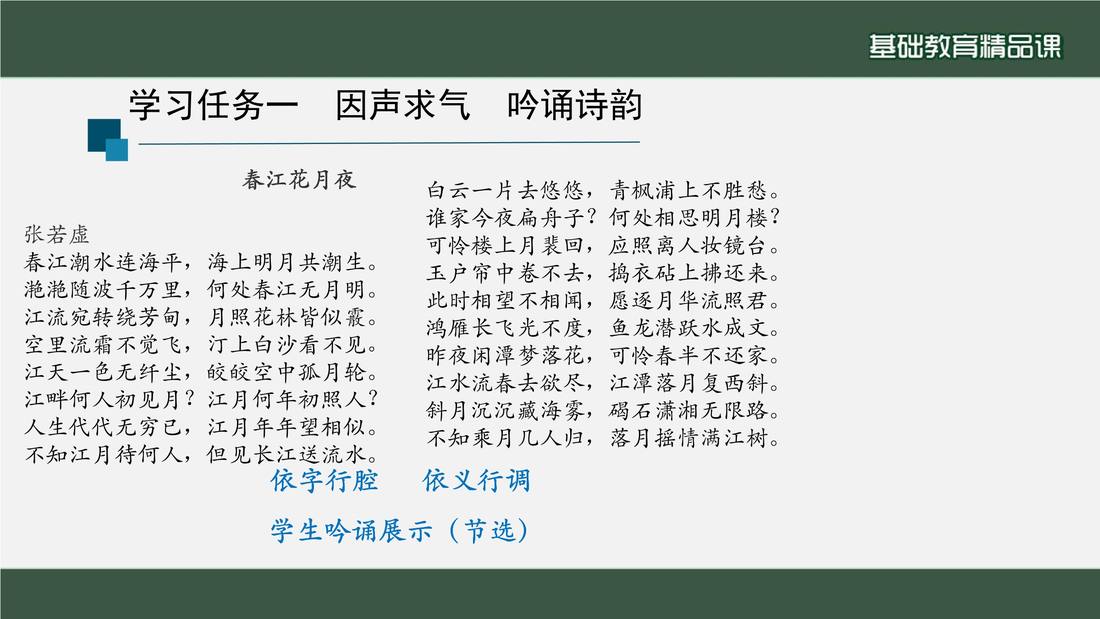 基础教育精品课
学习任务一 因声求气 吟诵诗韵
春江花月夜
张若虚
春江潮水连海平，海上明月共潮生。
滟滟随波千万里，何处春江无月明。
江流宛转绕芳甸，月照花林皆似霰。
空里流霜不觉飞，汀上白沙看不见。
江天一色无纤尘，皎皎空中孤月轮。
江畔何人初见月？江月何年初照人？
人生代代无穷已，江月年年望相似。
不知江月待何人，但见长江送流水。
白云一片去悠悠，青枫浦上不胜愁。
谁家今夜扁舟子？何处相思明月楼？
可怜楼上月裴回，应照离人妆镜台。
玉户帘中卷不去，捣衣砧上拂还来。
此时相望不相闻，愿逐月华流照君。
鸿雁长飞光不度，鱼龙潜跃水成文。
昨夜闲潭梦落花，可怜春半不还家。
江水流春去欲尽，江潭落月复西斜。
斜月沉沉藏海雾，碣石潇湘无限路。
不知乘月几人归，落月摇情满江树。
依字行腔 依义行调
学生吟诵展示（节选）